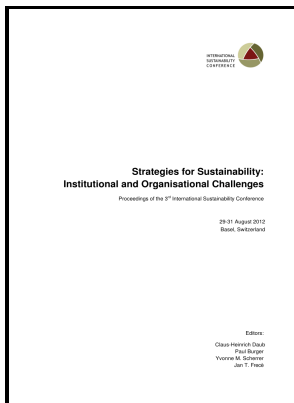 INTERNATIONAL
SUSTAINABILITY
CONFERENCE
Strategies for Sustainability:
Institutional and Organisational Challenges
Proceedings of the 3rd International Sustainability Conference
29-31 August 2012
Basel, Switzerland
Editors:
Claus-Heinrich Daub
Paul Burger
Yvonne M. Scherrer
Jan T. Frecè